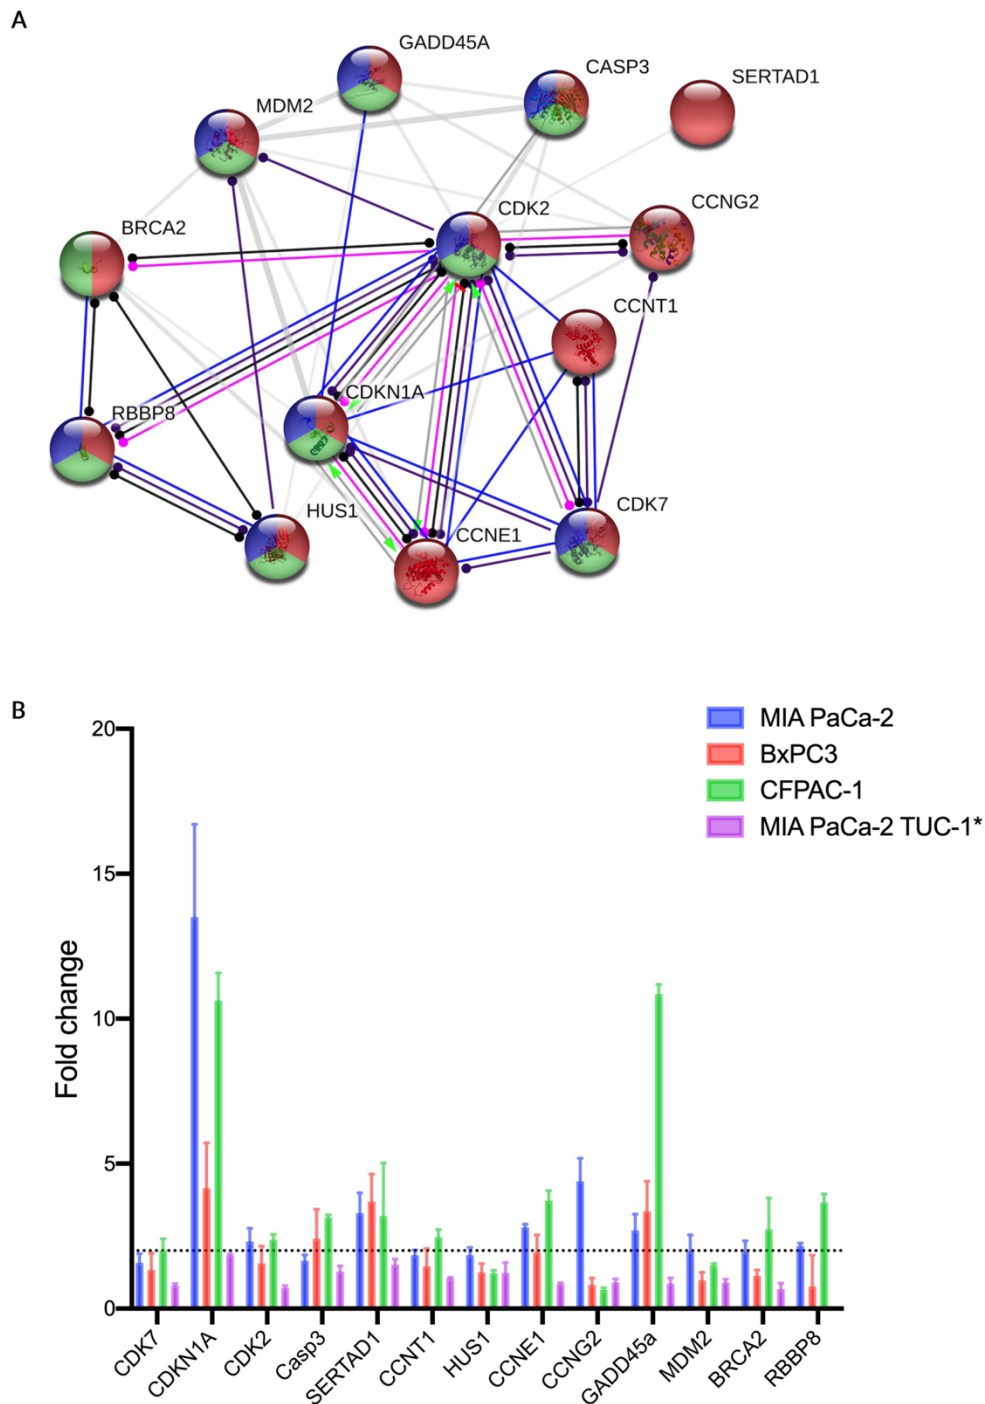 A
GADD45A
CASP3
SERTAD1
MDM2
CDK2
CCNG2
BRCA2
CCNT1
CDKN1A
RBBP8
HUS1
CCNE1
CDK7
B
MIA PaCa-2
BxPC3
CFPAC-1
MIA PaCa-2 TUC-1*
Fold change
20
15
10
5
0
CDK7
CDKN1A
CDK2
Casp3
SERTAD1
CCNT1
HUS1
CCNE1
CCNG2
GADD45a
MDM2
BRCA2
RBBP8